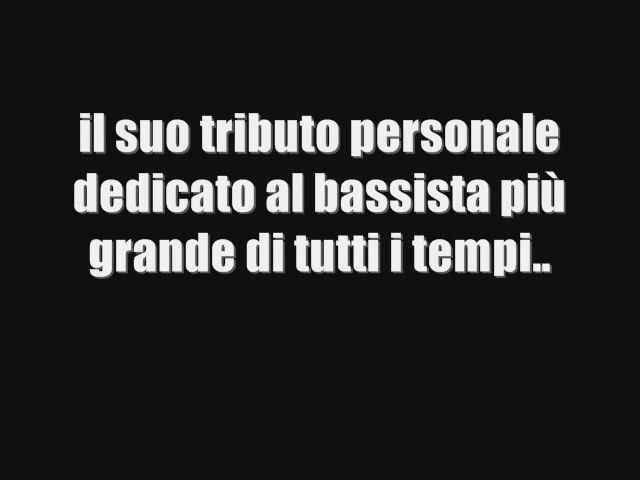 il suo tributo personale
dedicato al bassista più
grande di tutti i tempi..